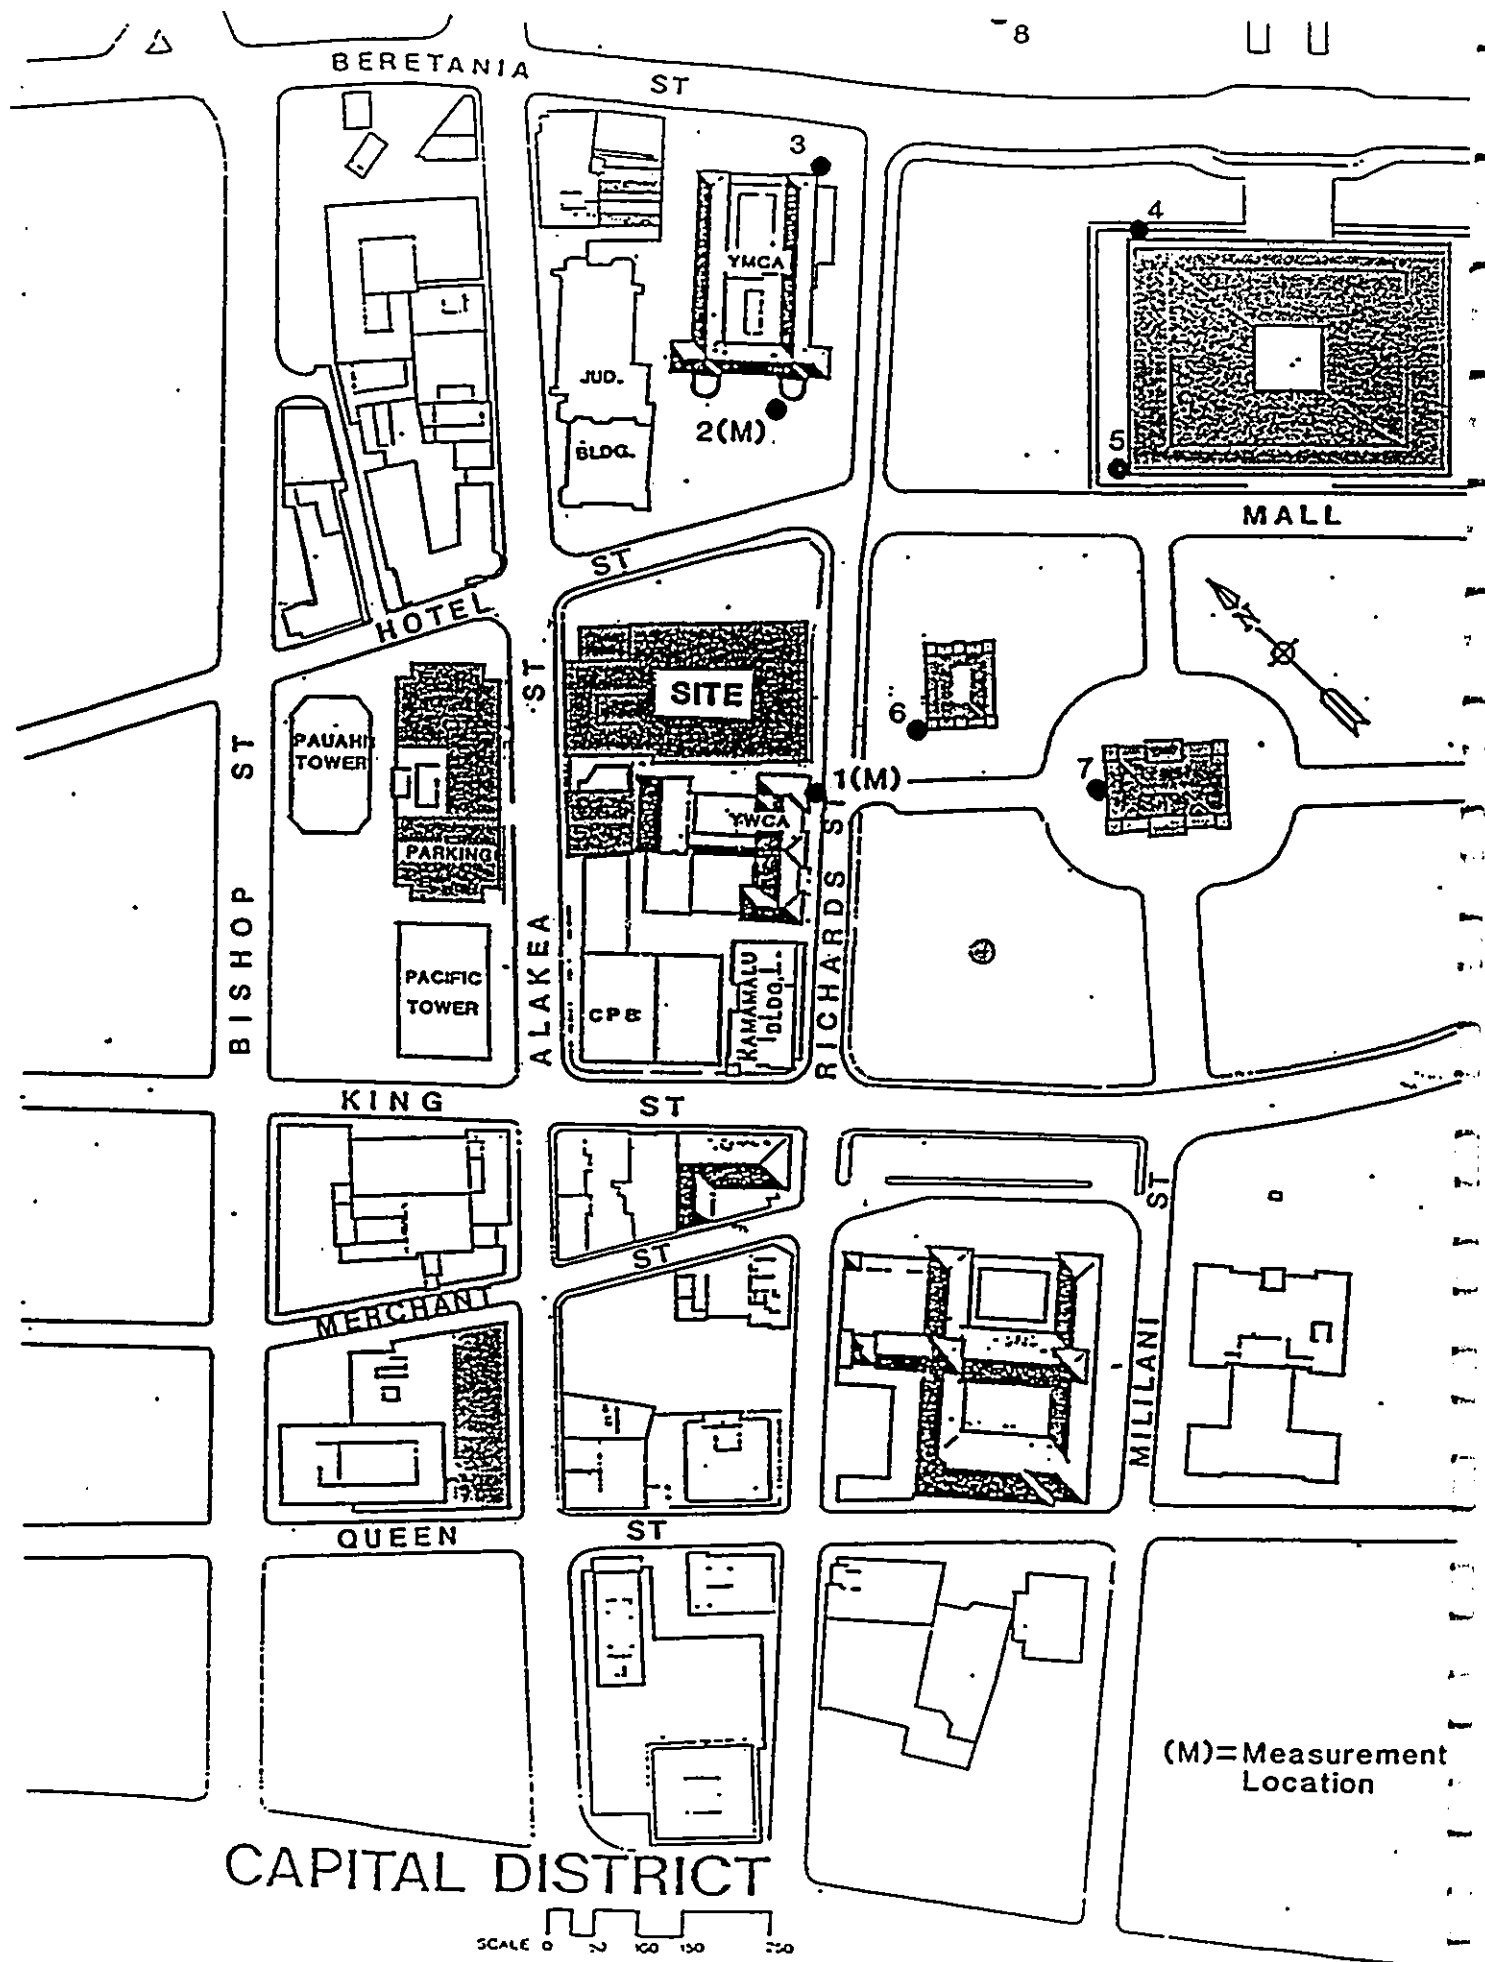 8
BERETANIA ST
3
4
YMCA
JUD.
BLDG.
2(M)
5
MALL
HOTEL ST
N
SITE
6
PAUAHI
TOWER
7
1(M)
YWCA
PARKING
BISHOP ST
ALAKEA ST
RICHARDS ST
PACIFIC
TOWER
CPB
KAMAMALU
BLDG.
KING ST
MERCHANT ST
MILILANI ST
QUEEN ST
(M)=Measurement
Location
CAPITAL DISTRICT
SCALE 0 50 100 150 250